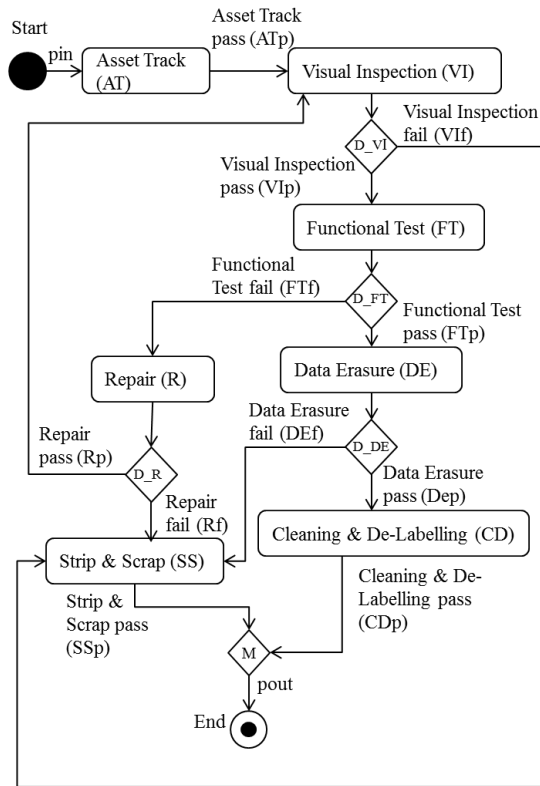 Start
pin
Asset Track
(AT)
Asset Track
pass (ATp)
Visual Inspection (VI)
D_VI
Visual Inspection
fail (VIf)
Visual Inspection
pass (VIp)
Functional Test (FT)
Functional
Test fail (FTf)
D_FT
Functional Test
pass (FTp)
Repair (R)
Data Erasure (DE)
Data Erasure
fail (DEf)
D_DE
Repair
pass (Rp)
D_R
Data Erasure
pass (Dep)
Repair
fail (Rf)
Cleaning & De-Labelling (CD)
Strip & Scrap (SS)
Strip &
Scrap pass
(SSp)
Cleaning & De-
Labelling pass
(CDp)
M
pout
End